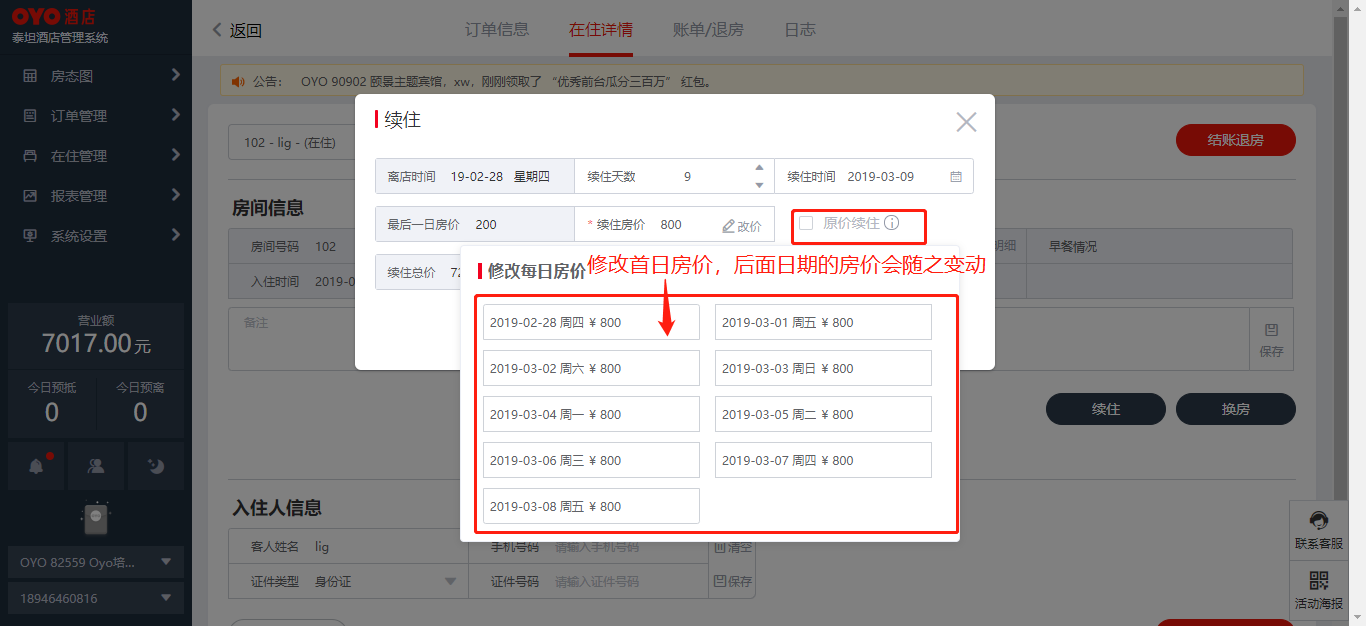 OYO 酒店
泰坦酒店管理系统
房态图
订单管理
在住管理
报表管理
系统设置
营业额
7017.00元
今日预抵 今日预离
0 0
OYO 82559 Oyo培...
18946460816
返回
订单信息 在住详情 账单/退房 日志
公告： OYO 90902 颐景主题宾馆，xw，刚刚领取了 “优秀前台瓜分三百万” 红包。
102 - lig - (在住)
结账退房
房间信息
房间号码 102
明细 早餐情况
入住时间 2019-0
备注
保存
续住 换房
续住
离店时间 19-02-28 星期四 续住天数 9 续住时间 2019-03-09
最后一日房价 200 * 续住房价 800 改价 原价续住
续住总价 72
修改每日房价
修改首日房价，后面日期的房价会随之变动
2019-02-28 周四 ¥ 800 2019-03-01 周五 ¥ 800
2019-03-02 周六 ¥ 800 2019-03-03 周日 ¥ 800
2019-03-04 周一 ¥ 800 2019-03-05 周二 ¥ 800
2019-03-06 周三 ¥ 800 2019-03-07 周四 ¥ 800
2019-03-08 周五 ¥ 800
入住人信息
客人姓名 lig 手机号码 请输入手机号码 清空
证件类型 身份证 证件号码 请输入证件号码 保存
联系客服
活动海报